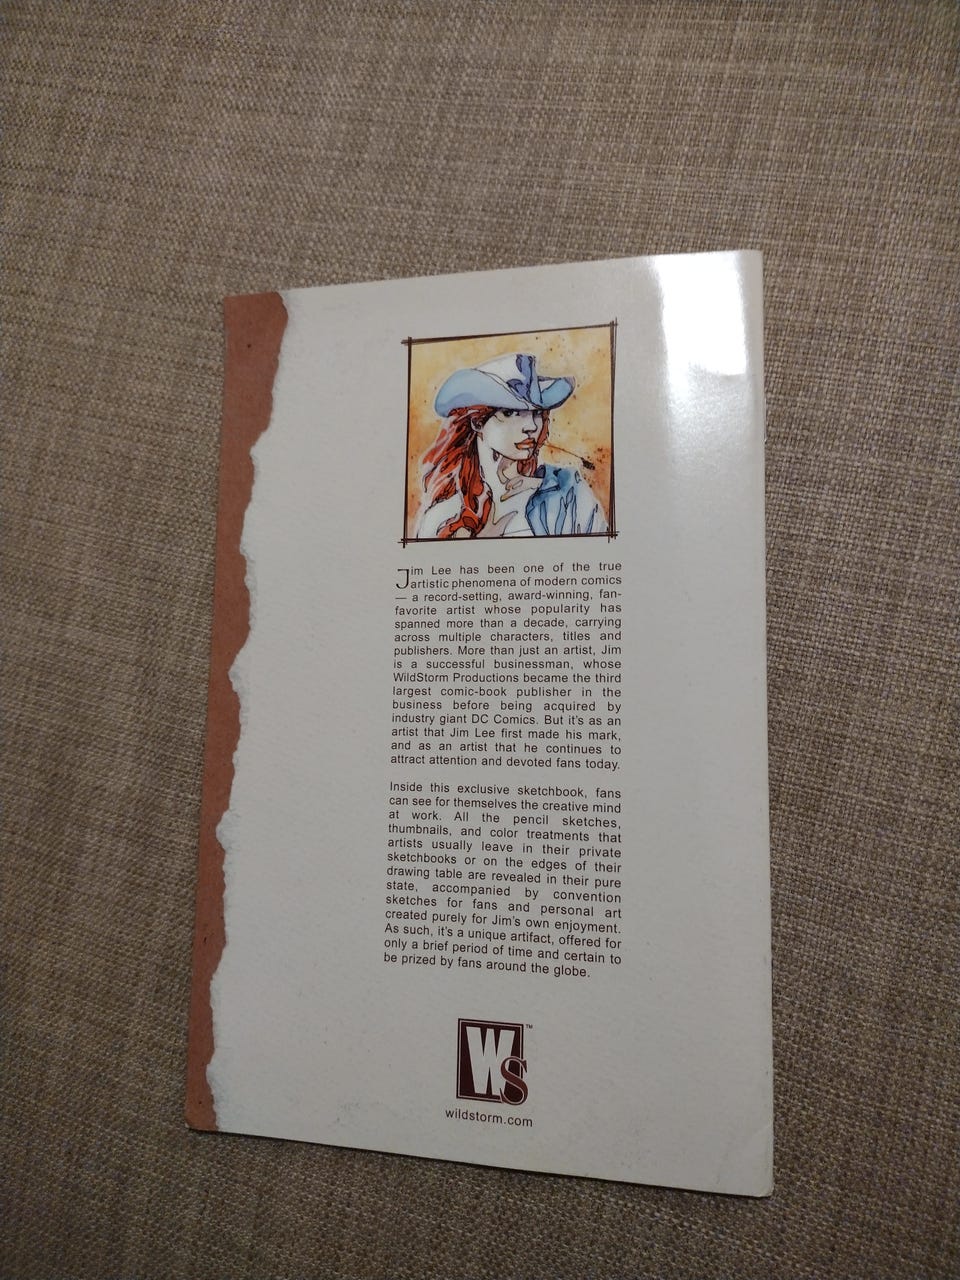 Jim Lee has been one of the true
artistic phenomena of modern comics
— a record-setting, award-winning, fan-
favorite artist whose popularity has
spanned more than a decade, carrying
across multiple characters, titles and
publishers. More than just an artist, Jim
is a successful businessman, whose
WildStorm Productions became the third
largest comic-book publisher in the
business before being acquired by
industry giant DC Comics. But it's as an
artist that Jim Lee first made his mark,
and as an artist that he continues to
attract attention and devoted fans today.
Inside this exclusive sketchbook, fans
can see for themselves the creative mind
at work. All the pencil sketches,
thumbnails, and color treatments that
artists usually leave in their private
sketchbooks or on the edges of their
drawing table are revealed in their pure
state, accompanied by convention
sketches for fans and personal art
created purely for Jim's own enjoyment.
As such, it's a unique artifact, offered for
only a brief period of time and certain to
be prized by fans around the globe.
WS™
wildstorm.com